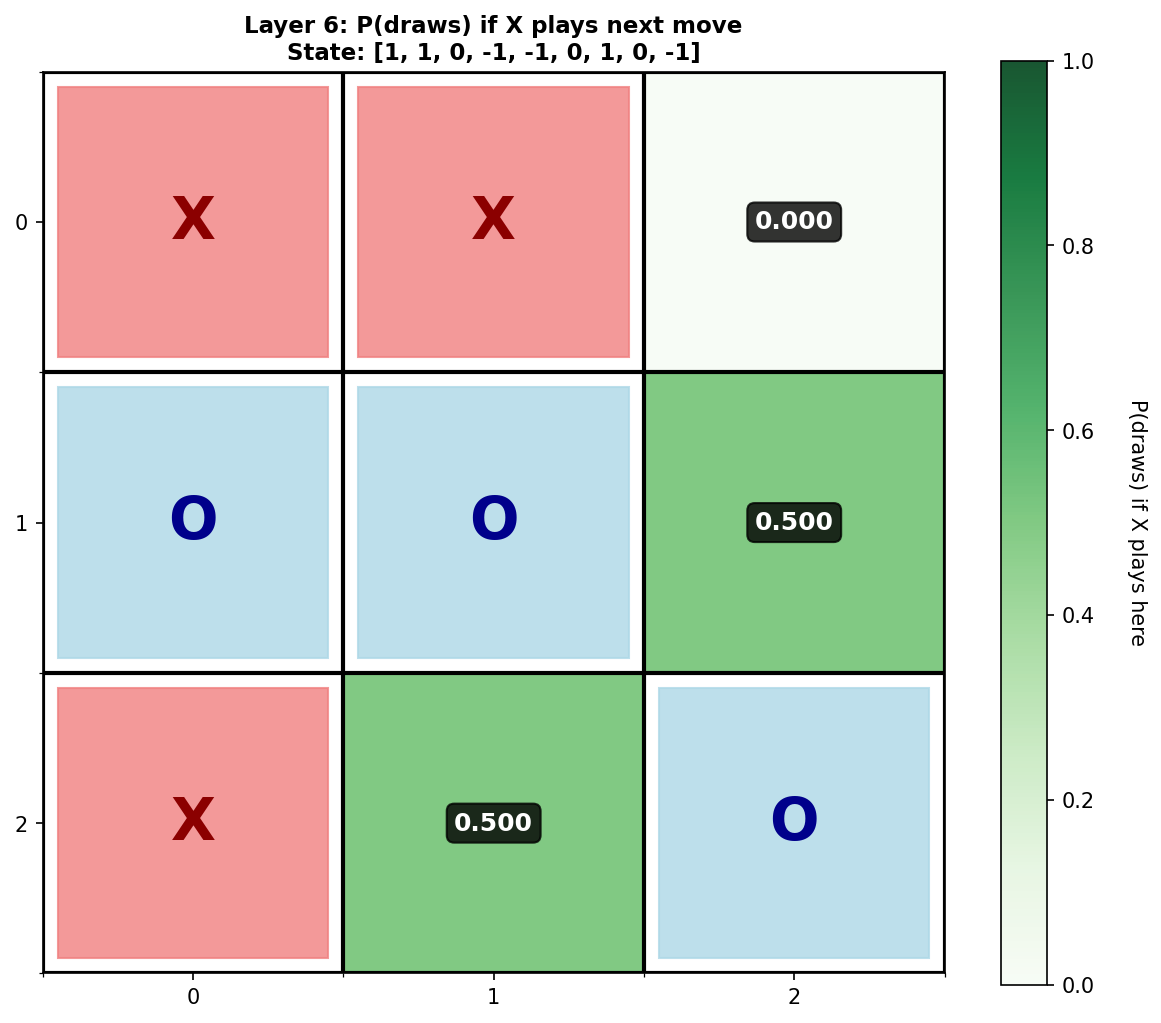 Layer 6: P(draws) if X plays next move
State: [1, 1, 0, -1, -1, 0, 1, 0, -1]
0
X
X
0.000
1
O
O
0.500
2
X
0.500
O
0
1
2
1.0
0.8
0.6
0.4
0.2
0.0
P(draws) if X plays here